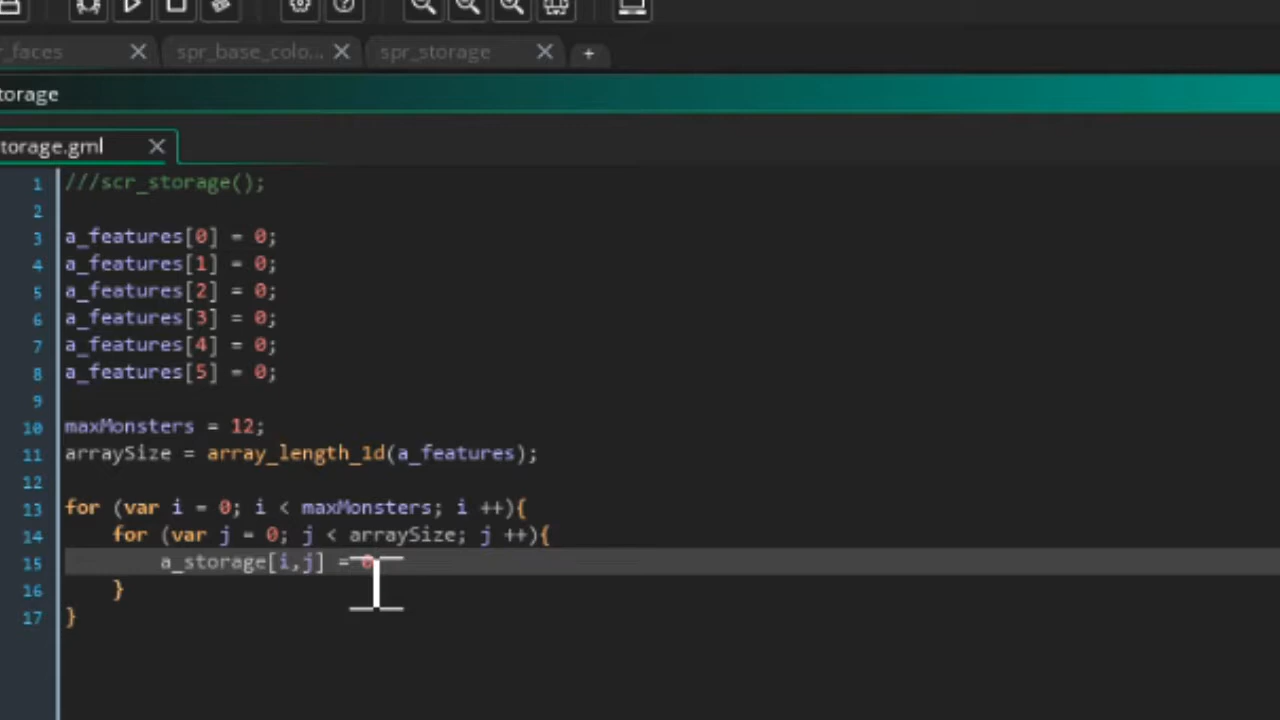 r_faces
spr_base_colo...
spr_storage
+
torage
torage.gml
1 ///scr_storage();
2
3 a_features[0] = 0;
4 a_features[1] = 0;
5 a_features[2] = 0;
6 a_features[3] = 0;
7 a_features[4] = 0;
8 a_features[5] = 0;
9
10 maxMonsters = 12;
11 arraySize = array_length_1d(a_features);
12
13 for (var i = 0; i < maxMonsters; i ++){
14 for (var j = 0; j < arraySize; j ++){
15 a_storage[i,j] = 0
16 }
17 }